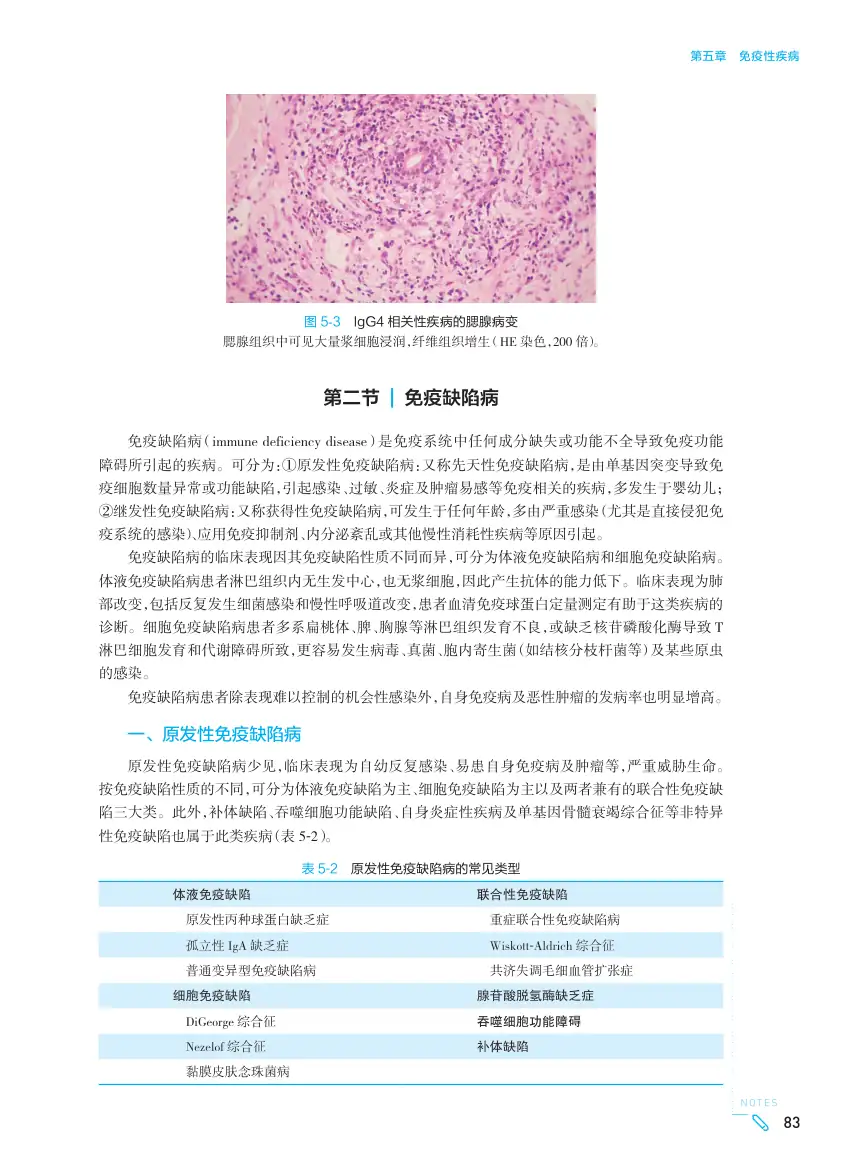 第五章 免疫性疾病
图 5-3 IgG4 相关性疾病的腮腺病变
腮腺组织中可见大量浆细胞浸润,纤维组织增生( HE 染色,200 倍)。
第二节 | 免疫缺陷病
免疫缺陷病( immune deficiency disease )是免疫系统中任何成分缺失或功能不全导致免疫功能
障碍所引起的疾病。可分为:①原发性免疫缺陷病:又称先天性免疫缺陷病,是由单基因突变导致免
疫细胞数量异常或功能缺陷,引起感染、过敏、炎症及肿瘤易感等免疫相关的疾病,多发生于婴幼儿;
②继发性免疫缺陷病:又称获得性免疫缺陷病,可发生于任何年龄,多由严重感染(尤其是直接侵犯免
疫系统的感染)、应用免疫抑制剂、内分泌紊乱或其他慢性消耗性疾病等原因引起。
免疫缺陷病的临床表现因其免疫缺陷性质不同而异,可分为体液免疫缺陷病和细胞免疫缺陷病。
体液免疫缺陷病患者淋巴组织内无生发中心,也无浆细胞,因此产生抗体的能力低下。临床表现为肺
部改变,包括反复发生细菌感染和慢性呼吸道改变,患者血清免疫球蛋白定量测定有助于这类疾病的
诊断。细胞免疫缺陷病患者多系扁桃体、脾、胸腺等淋巴组织发育不良,或缺乏核苷磷酸化酶导致 T
淋巴细胞发育和代谢障碍所致,更容易发生病毒、真菌、胞内寄生菌(如结核分枝杆菌等)及某些原虫
的感染。
免疫缺陷病患者除表现难以控制的机会性感染外,自身免疫病及恶性肿瘤的发病率也明显增高。
一、原发性免疫缺陷病
原发性免疫缺陷病少见,临床表现为自幼反复感染、易患自身免疫病及肿瘤等,严重威胁生命。
按免疫缺陷性质的不同,可分为体液免疫缺陷为主、细胞免疫缺陷为主以及两者兼有的联合性免疫缺
陷三大类。此外,补体缺陷、吞噬细胞功能缺陷、自身炎症性疾病及单基因骨髓衰竭综合征等非特异
性免疫缺陷也属于此类疾病(表 5-2)。
表 5-2 原发性免疫缺陷病的常见类型
体液免疫缺陷 联合性免疫缺陷
原发性丙种球蛋白缺乏症 重症联合性免疫缺陷病
孤立性 IgA 缺乏症 Wiskott-Aldrich 综合征
普通变异型免疫缺陷病 共济失调毛细血管扩张症
细胞免疫缺陷 腺苷酸脱氢酶缺乏症
DiGeorge 综合征 吞噬细胞功能障碍
Nezelof 综合征 补体缺陷
黏膜皮肤念珠菌病
NOTES
83